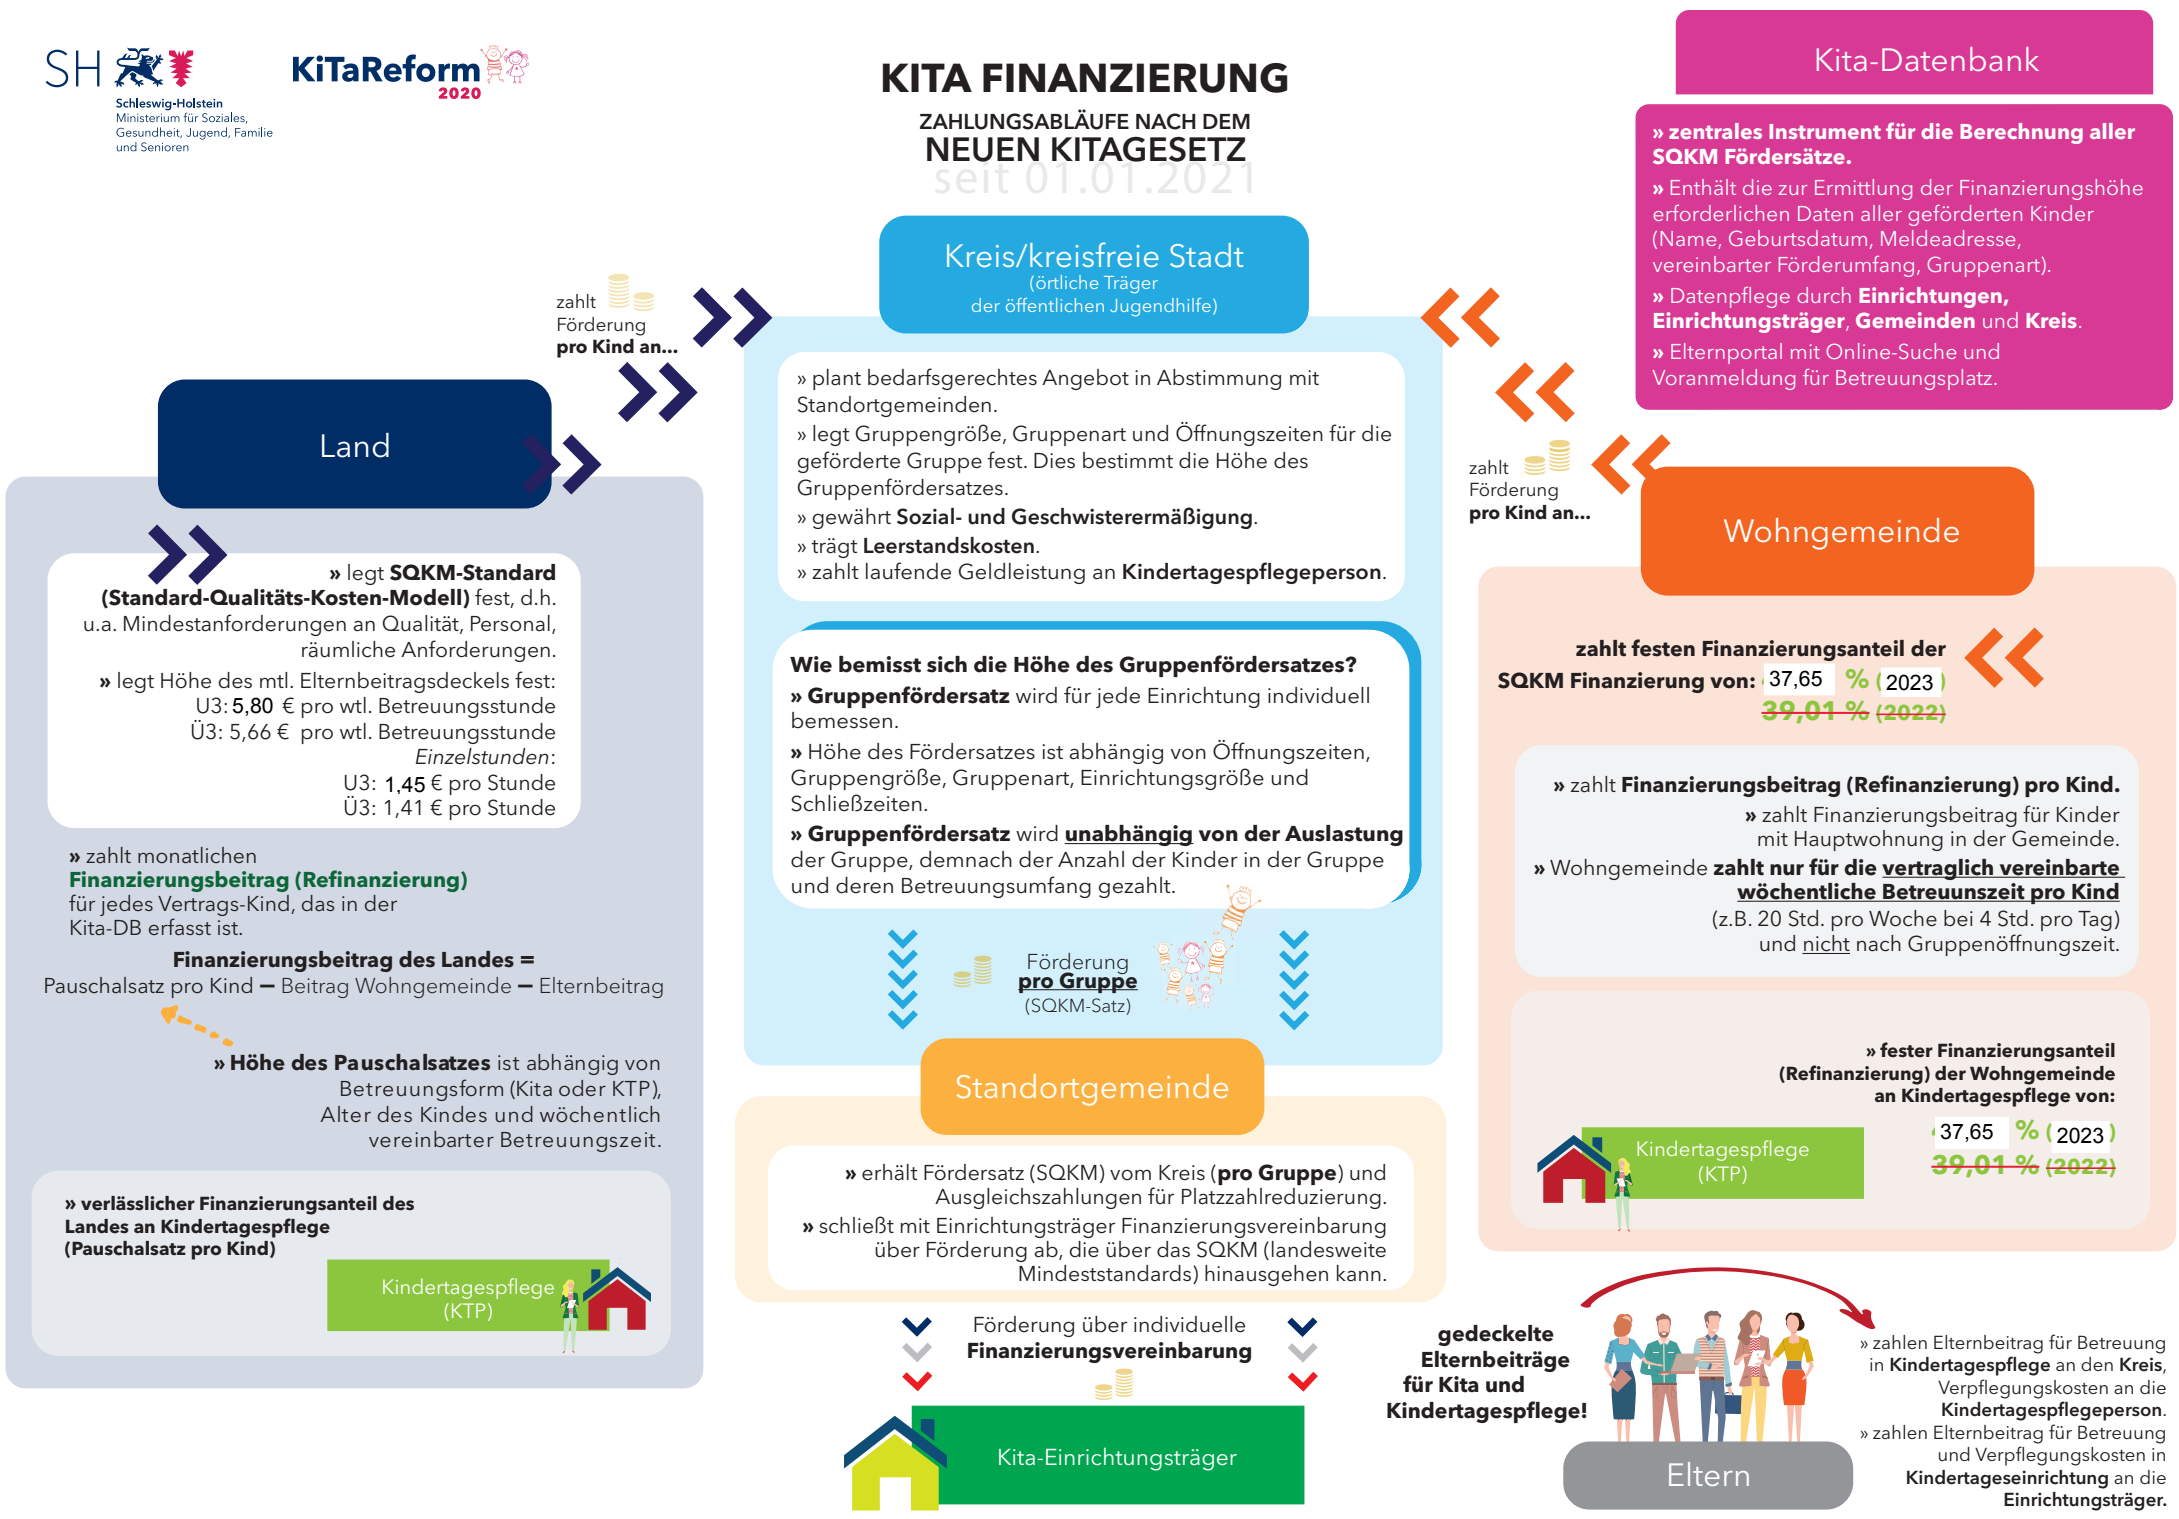 SH
Schleswig-Holstein
Ministerium für Soziales,
Gesundheit, Jugend, Familie
und Senioren
KiTaReform
2020
KITA FINANZIERUNG
ZAHLUNGSABLÄUFE NACH DEM
NEUEN KITAGESETZ
seit 01.01.2021
Kita-Datenbank
» zentrales Instrument für die Berechnung aller
SQKM Fördersätze.
» Enthält die zur Ermittlung der Finanzierungshöhe
erforderlichen Daten aller geförderten Kinder
(Name, Geburtsdatum, Meldeadresse,
vereinbarter Förderumfang, Gruppenart).
» Datenpflege durch Einrichtungen,
Einrichtungsträger, Gemeinden und Kreis.
» Elternportal mit Online-Suche und
Voranmeldung für Betreuungsplatz.
Land
zahlt
Förderung
pro Kind an...
» legt SQKM-Standard
(Standard-Qualitäts-Kosten-Modell) fest, d.h.
u.a. Mindestanforderungen an Qualität, Personal,
räumliche Anforderungen.
» legt Höhe des mtl. Elternbeitragsdeckels fest:
U3: 5,80 € pro wtl. Betreuungsstunde
Ü3: 5,66 € pro wtl. Betreuungsstunde
Einzelstunden:
U3: 1,45 € pro Stunde
Ü3: 1,41 € pro Stunde
» zahlt monatlichen
Finanzierungsbeitrag (Refinanzierung)
für jedes Vertrags-Kind, das in der
Kita-DB erfasst ist.
Finanzierungsbeitrag des Landes =
Pauschalsatz pro Kind – Beitrag Wohngemeinde – Elternbeitrag
» Höhe des Pauschalsatzes ist abhängig von
Betreuungsform (Kita oder KTP),
Alter des Kindes und wöchentlich
vereinbarter Betreuungszeit.
» verlässlicher Finanzierungsanteil des
Landes an Kindertagespflege
(Pauschalsatz pro Kind)
Kindertagespflege
(KTP)
Kreis/kreisfreie Stadt
(örtliche Träger
der öffentlichen Jugendhilfe)
» plant bedarfsgerechtes Angebot in Abstimmung mit
Standortgemeinden.
» legt Gruppengröße, Gruppenart und Öffnungszeiten für die
geförderte Gruppe fest. Dies bestimmt die Höhe des
Gruppenfördersatzes.
» gewährt Sozial- und Geschwisterermäßigung.
» trägt Leerstandskosten.
» zahlt laufende Geldleistung an Kindertagespflegeperson.
Wie bemisst sich die Höhe des Gruppenfördersatzes?
» Gruppenfördersatz wird für jede Einrichtung individuell
bemessen.
» Höhe des Fördersatzes ist abhängig von Öffnungszeiten,
Gruppengröße, Gruppenart, Einrichtungsgröße und
Schließzeiten.
» Gruppenfördersatz wird unabhängig von der Auslastung
der Gruppe, demnach der Anzahl der Kinder in der Gruppe
und deren Betreuungsumfang gezahlt.
Förderung
pro Gruppe
(SQKM-Satz)
Standortgemeinde
» erhält Fördersatz (SQKM) vom Kreis (pro Gruppe) und
Ausgleichszahlungen für Platzzahlreduzierung.
» schließt mit Einrichtungsträger Finanzierungsvereinbarung
über Förderung ab, die über das SQKM (landesweite
Mindeststandards) hinausgehen kann.
Förderung über individuelle
Finanzierungsvereinbarung
Kita-Einrichtungsträger
zahlt
Förderung
pro Kind an...
Wohngemeinde
zahlt festen Finanzierungsanteil der
SQKM Finanzierung von: 37,65 % (2023)
39,01 % (2022)
» zahlt Finanzierungsbeitrag (Refinanzierung) pro Kind.
» zahlt Finanzierungsbeitrag für Kinder
mit Hauptwohnung in der Gemeinde.
» Wohngemeinde zahlt nur für die vertraglich vereinbarte
wöchentliche Betreuunszeit pro Kind
(z.B. 20 Std. pro Woche bei 4 Std. pro Tag)
und nicht nach Gruppenöffnungszeit.
» fester Finanzierungsanteil
(Refinanzierung) der Wohngemeinde
an Kindertagespflege von:
37,65 % (2023)
39,01 % (2022)
Kindertagespflege
(KTP)
gedeckelte
Elternbeiträge
für Kita und
Kindertagespflege!
Eltern
» zahlen Elternbeitrag für Betreuung
in Kindertagespflege an den Kreis,
Verpflegungskosten an die
Kindertagespflegeperson.
» zahlen Elternbeitrag für Betreuung
und Verpflegungskosten in
Kindertageseinrichtung an die
Einrichtungsträger.